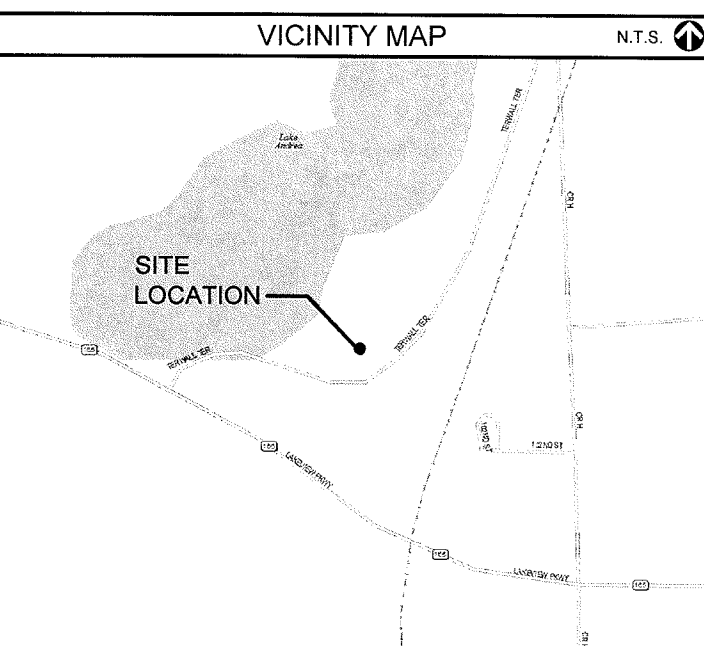 VICINITY MAP
N.T.S.
TERWALL TER
Lake
Andrea
CR H
SITE
LOCATION
TERWALL TER
165
TERWALL TER
CR H
102ND ST
165
LAKEVIEW PKWY
165
LAKEVIEW PKWY
165
CR H